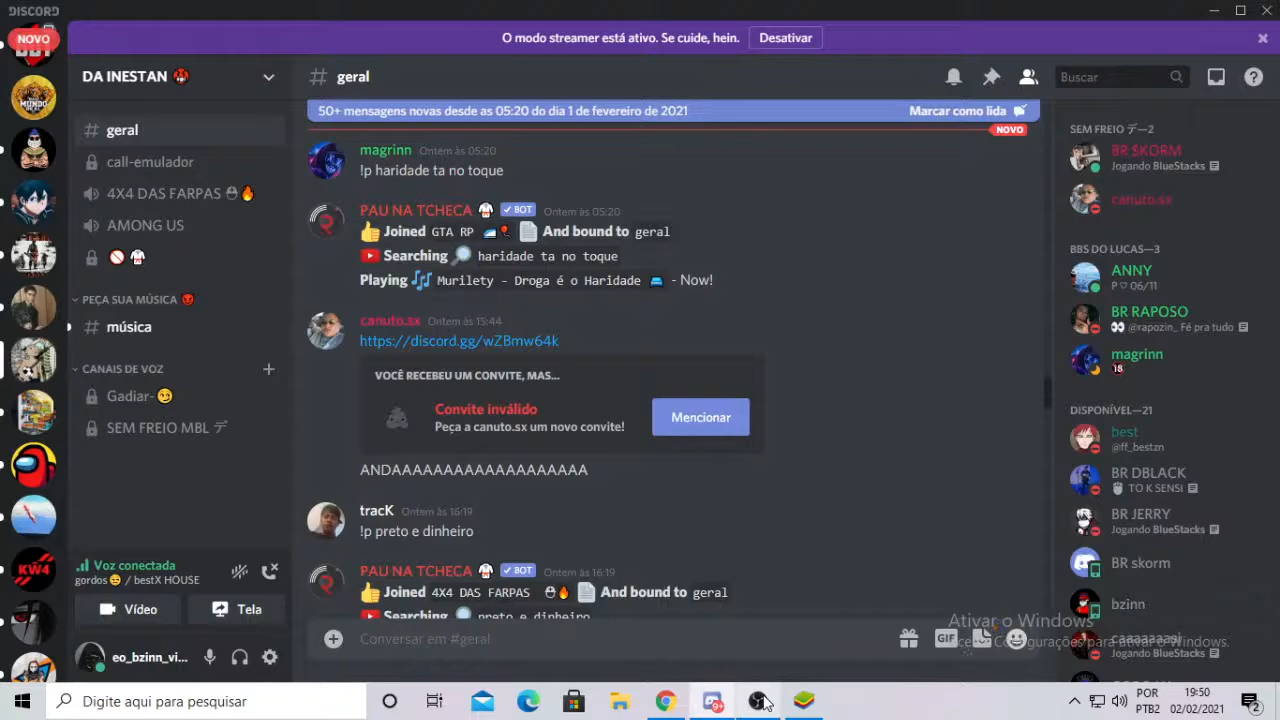 DISCORD
O modo streamer está ativo. Se cuide, hein.
Desativar
NOVO
DA INESTAN
geral
Buscar
50+ mensagens novas desde as 05:20 do dia 1 de fevereiro de 2021
Marcar como lida
NOVO
geral
call-emulador
4X4 DAS FARPAS
AMONG US
PEÇA SUA MÚSICA
música
CANAIS DE VOZ
Gadiar-
SEM FREIO MBL デ
Voz conectada
gordos / bestX HOUSE
Vídeo
Tela
eo_bzinn_vi...
magrinn Ontem às 05:20
!p haridade ta no toque
PAU NA TCHECA BOT Ontem às 05:20
Joined GTA RP And bound to geral
Searching haridade ta no toque
Playing Murilety - Droga é o Haridade - Now!
canuto.sx Ontem às 15:44
https://discord.gg/wZBmw64k
VOCÊ RECEBEU UM CONVITE, MAS...
Convite inválido
Peça a canuto.sx um novo convite!
Mencionar
ANDAAAAAAAAAAAAAAAAAAA
tracK Ontem às 16:19
!p preto e dinheiro
PAU NA TCHECA BOT Ontem às 16:19
Joined 4X4 DAS FARPAS And bound to geral
Searching preto e dinheiro
Conversar em #geral
GIF
SEM FREIO デ—2
BR SKORM
Jogando BlueStacks
canuto.sx
BBS DO LUCAS—3
ANNY
P ♡ 06/11
BR RAPOSO
@rapozin_ Fé pra tudo
magrinn
18
DISPONÍVEL—21
best
@ff_bestzn
BR DBLACK
TO K SENSI
BR JERRY
Jogando BlueStacks
BR skorm
bzinn
Jogando BlueStacks
Ativar o Windows
Configurações para ativar o Windows.
KW4
Digite aqui para pesquisar
9+
POR
PTB2
19:50
02/02/2021
2